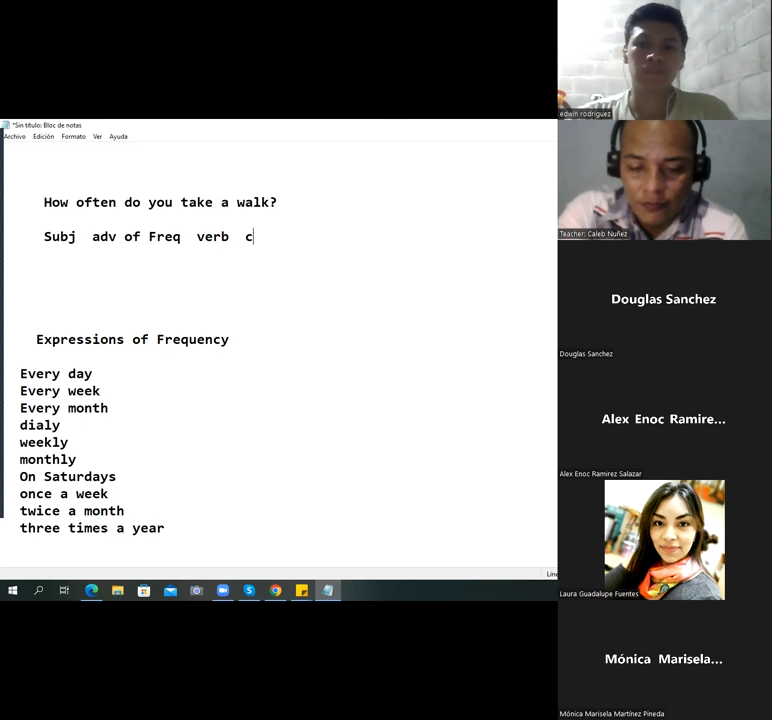 *Sin título: Bloc de notas
Archivo Edición Formato Ver Ayuda
How often do you take a walk?
Subj adv of Freq verb c
Expressions of Frequency
Every day
Every week
Every month
dialy
weekly
monthly
On Saturdays
once a week
twice a month
three times a year
Líne
edwin rodriguez
Teacher: Caleb Nuñez
Douglas Sanchez
Douglas Sanchez
Alex Enoc Ramire...
Alex Enoc Ramirez Salazar
Laura Guadalupe Fuentes
Mónica Marisela...
Mónica Marisela Martínez Pineda